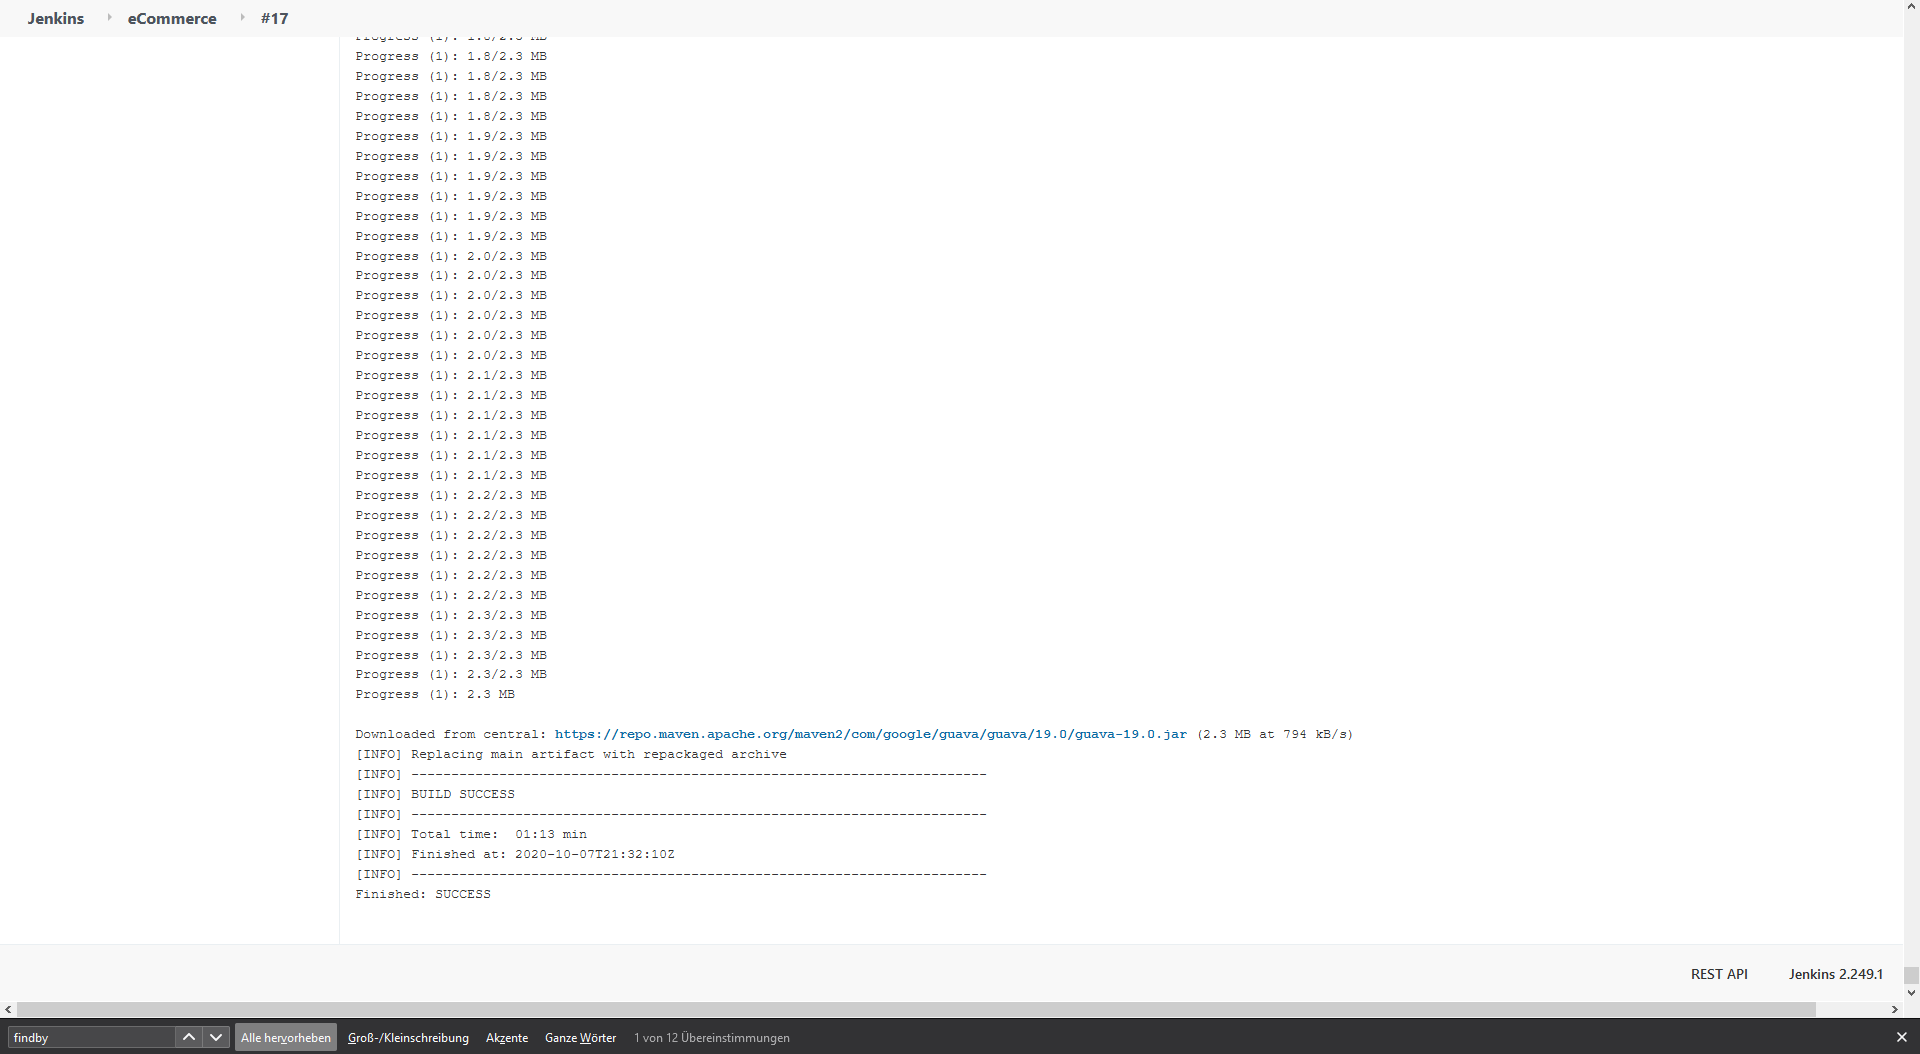 Jenkins eCommerce #17
Progress (1): 1.8/2.3 MB
Progress (1): 1.8/2.3 MB
Progress (1): 1.8/2.3 MB
Progress (1): 1.8/2.3 MB
Progress (1): 1.8/2.3 MB
Progress (1): 1.9/2.3 MB
Progress (1): 1.9/2.3 MB
Progress (1): 1.9/2.3 MB
Progress (1): 1.9/2.3 MB
Progress (1): 1.9/2.3 MB
Progress (1): 1.9/2.3 MB
Progress (1): 2.0/2.3 MB
Progress (1): 2.0/2.3 MB
Progress (1): 2.0/2.3 MB
Progress (1): 2.0/2.3 MB
Progress (1): 2.0/2.3 MB
Progress (1): 2.0/2.3 MB
Progress (1): 2.1/2.3 MB
Progress (1): 2.1/2.3 MB
Progress (1): 2.1/2.3 MB
Progress (1): 2.1/2.3 MB
Progress (1): 2.1/2.3 MB
Progress (1): 2.1/2.3 MB
Progress (1): 2.2/2.3 MB
Progress (1): 2.2/2.3 MB
Progress (1): 2.2/2.3 MB
Progress (1): 2.2/2.3 MB
Progress (1): 2.2/2.3 MB
Progress (1): 2.2/2.3 MB
Progress (1): 2.3/2.3 MB
Progress (1): 2.3/2.3 MB
Progress (1): 2.3/2.3 MB
Progress (1): 2.3/2.3 MB
Progress (1): 2.3 MB
Downloaded from central: https://repo.maven.apache.org/maven2/com/google/guava/guava/19.0/guava-19.0.jar (2.3 MB at 794 kB/s)
[INFO] Replacing main artifact with repackaged archive
[INFO] ------------------------------------------------------------------------
[INFO] BUILD SUCCESS
[INFO] ------------------------------------------------------------------------
[INFO] Total time:  01:13 min
[INFO] Finished at: 2020-10-07T21:32:10Z
[INFO] ------------------------------------------------------------------------
Finished: SUCCESS
REST API Jenkins 2.249.1
findby Alle hervorheben Groß-/Kleinschreibung Akzente Ganze Wörter 1 von 12 Übereinstimmungen